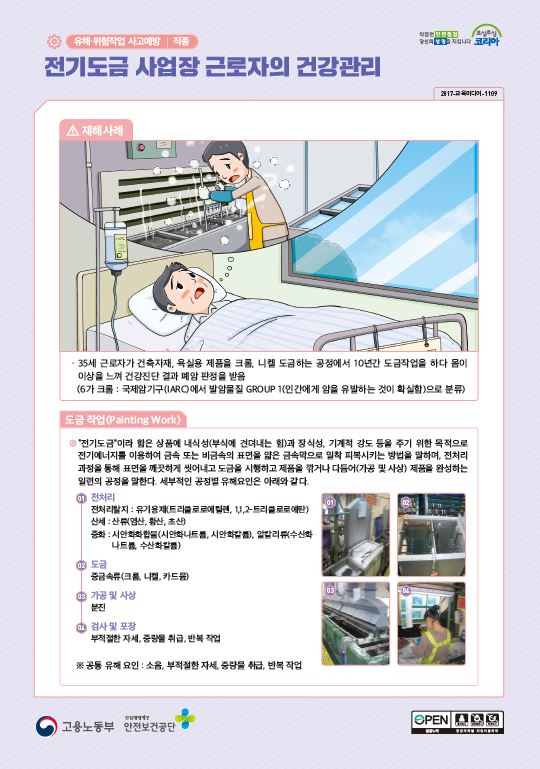 유해·위험작업 사고예방 | 직종
작업전 안전점검
당신의 생명을 지킵니다
조심조심
코리아
전기도금 사업장 근로자의 건강관리
2017-교육미디어-1109
재해사례
· 35세 근로자가 건축자재, 욕실용 제품을 크롬, 니켈 도금하는 공정에서 10년간 도금작업을 하다 몸이
이상을 느껴 건강진단 결과 폐암 판정을 받음
(6가 크롬 : 국제암기구(IARC)에서 발암물질 GROUP 1(인간에게 암을 유발하는 것이 확실함)으로 분류)
도금 작업(Painting Work)
"전기도금"이라 함은 상품에 내식성(부식에 견뎌내는 힘)과 장식성, 기계적 강도 등을 주기 위한 목적으로
전기에너지를 이용하여 금속 또는 비금속의 표면을 얇은 금속막으로 밀착 피복시키는 방법을 말하며, 전처리
과정을 통해 표면을 깨끗하게 씻어내고 도금을 시행하고 제품을 깎거나 다듬어(가공 및 사상) 제품을 완성하는
일련의 공정을 말한다. 세부적인 공정별 유해요인은 아래와 같다.
01 전처리
전처리탈지 : 유기용재(트리클로로에틸렌, 1,1,2-트리클로로에탄)
산세 : 산류(염산, 황산, 초산)
중화 : 시안화화합물(시안화나트륨, 시안화칼륨), 알칼리류(수산화
나트륨, 수산화칼륨)
02 도금
중금속류(크롬, 니켈, 카드뮴)
03 가공 및 사상
분진
04 검사 및 포장
부적절한 자세, 중량물 취급, 반복 작업
※ 공통 유해 요인 : 소음, 부적절한 자세, 중량물 취급, 반복 작업
01
02
03
04
고용노동부
산재예방행정
안전보건공단
OPEN
공공누리